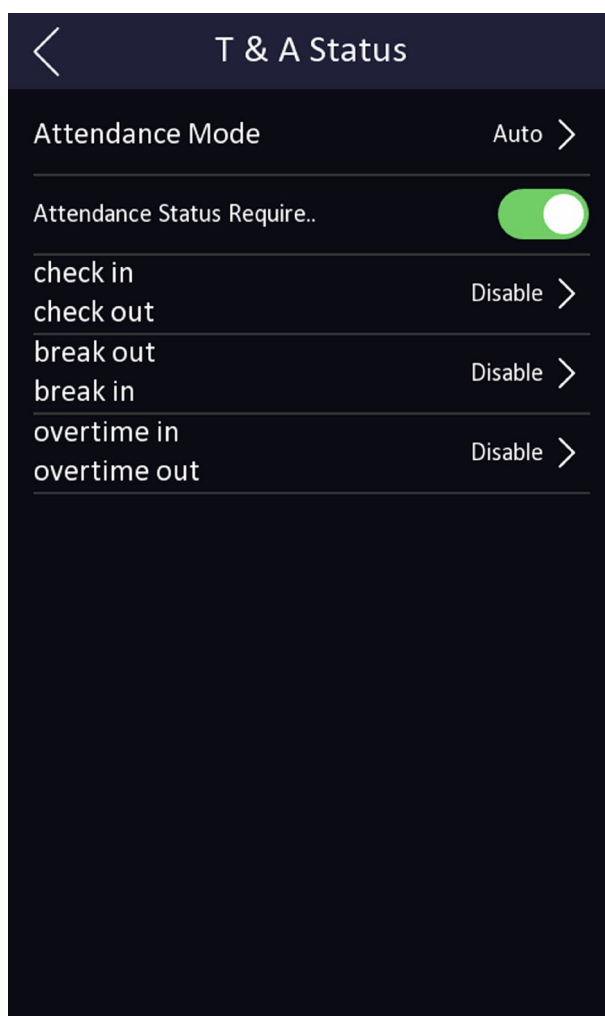 T & A Status
Attendance Mode Auto
Attendance Status Require..
check in
check out
Disable
break out
break in
Disable
overtime in
overtime out
Disable